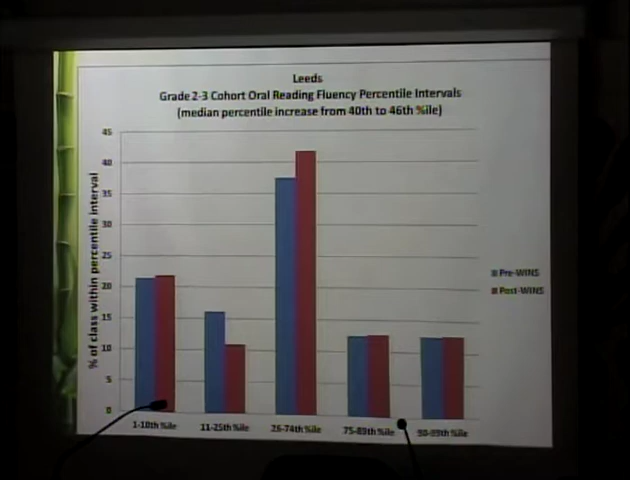 Leeds
Grade 2-3 Cohort Oral Reading Fluency Percentile Intervals
(median percentile increase from 40th to 46th %ile)
% of class within percentile interval
45
40
35
30
25
20
15
10
5
0
1-10th %ile
11-25th %ile
26-74th %ile
75-89th %ile
90-99th %ile
Pre-WINS
Post-WINS